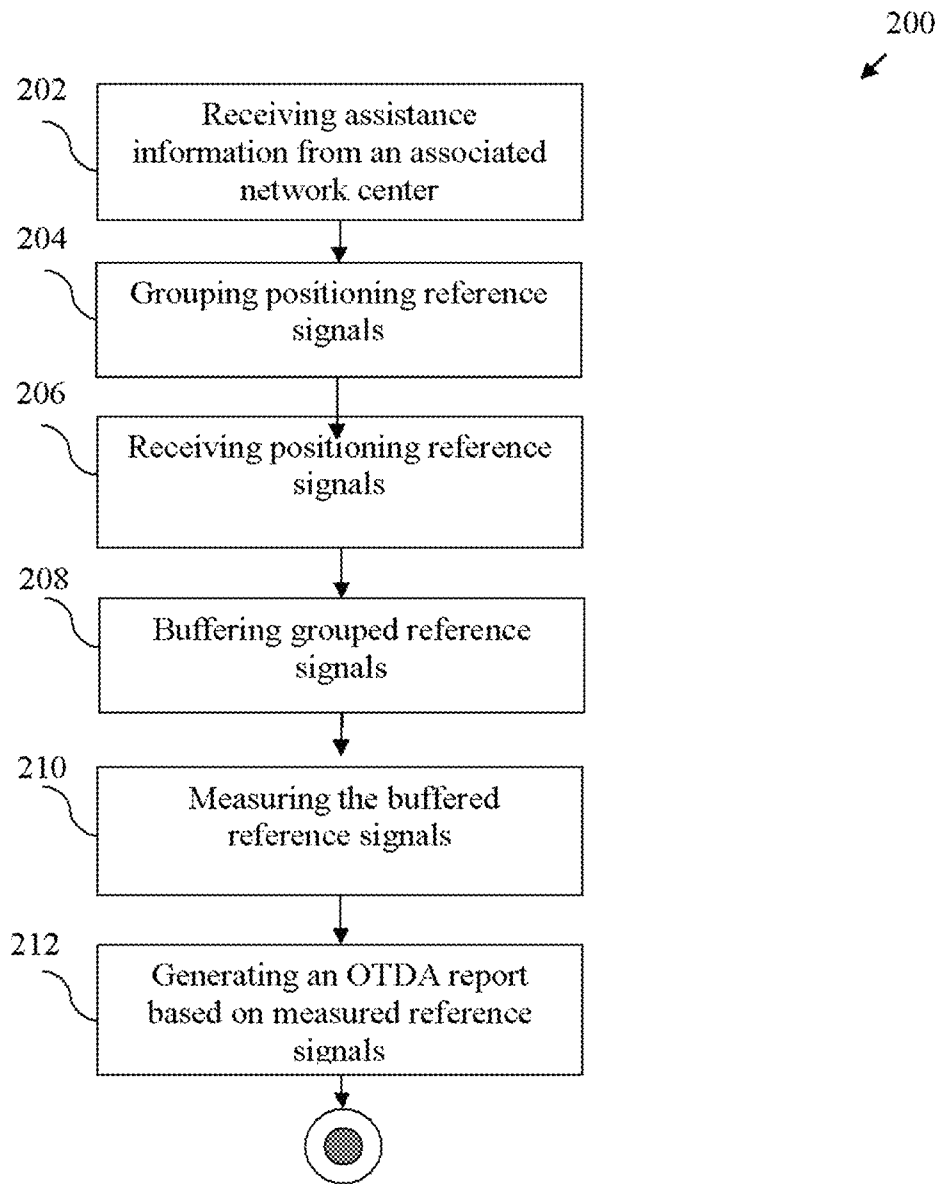 200
202
Receiving assistance
information from an associated
network center
204
Grouping positioning reference
signals
206
Receiving positioning reference
signals
208
Buffering grouped reference
signals
210
Measuring the buffered
reference signals
212
Generating an OTDA report
based on measured reference
signals